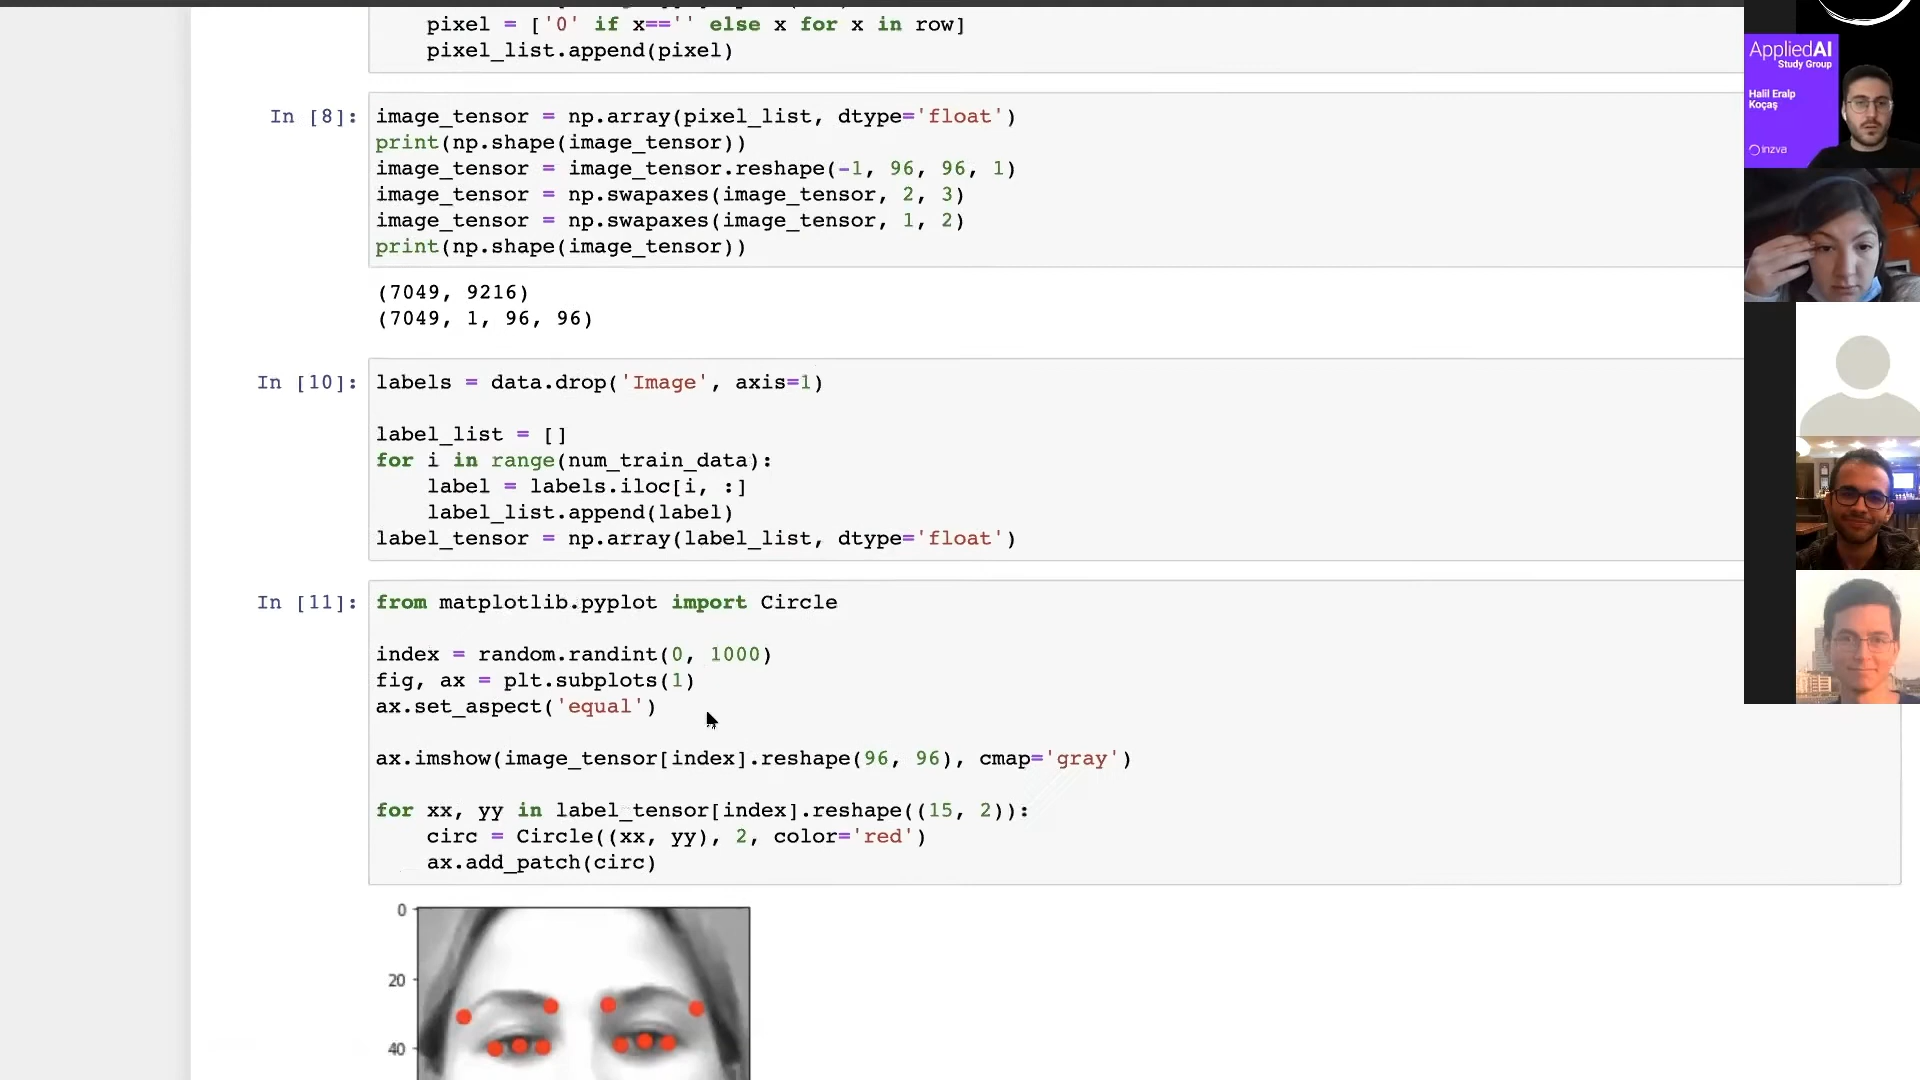 pixel = ['0' if x=='' else x for x in row]
    pixel_list.append(pixel)
In [8]:
image_tensor = np.array(pixel_list, dtype='float')
print(np.shape(image_tensor))
image_tensor = image_tensor.reshape(-1, 96, 96, 1)
image_tensor = np.swapaxes(image_tensor, 2, 3)
image_tensor = np.swapaxes(image_tensor, 1, 2)
print(np.shape(image_tensor))
(7049, 9216)
(7049, 1, 96, 96)
In [10]:
labels = data.drop('Image', axis=1)
label_list = []
for i in range(num_train_data):
    label = labels.iloc[i, :]
    label_list.append(label)
label_tensor = np.array(label_list, dtype='float')
In [11]:
from matplotlib.pyplot import Circle
index = random.randint(0, 1000)
fig, ax = plt.subplots(1)
ax.set_aspect('equal')
ax.imshow(image_tensor[index].reshape(96, 96), cmap='gray')
for xx, yy in label_tensor[index].reshape((15, 2)):
    circ = Circle((xx, yy), 2, color='red')
    ax.add_patch(circ)
0
20
40
AppliedAI
Study Group
Halil Eralp
Koçaş
inzva